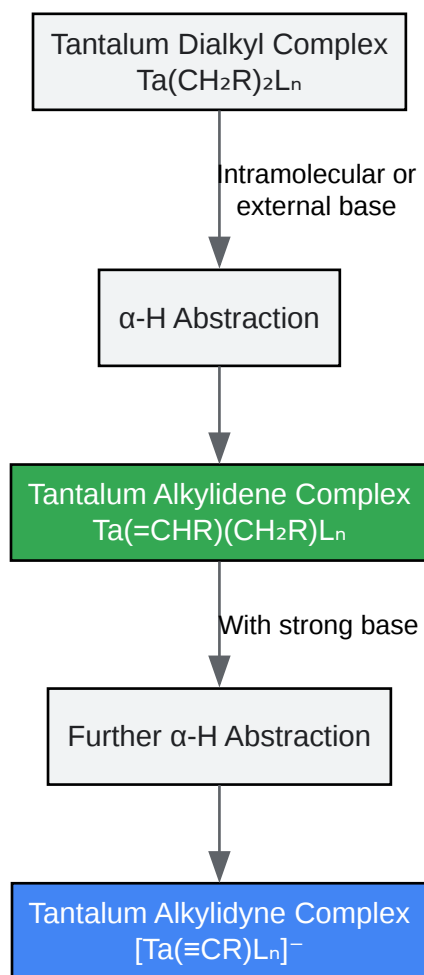 Tantalum Dialkyl Complex
Ta(CH₂R)₂Lₙ
Intramolecular or
external base
α-H Abstraction
Tantalum Alkylidene Complex
Ta(=CHR)(CH₂R)Lₙ
With strong base
Further α-H Abstraction
Tantalum Alkylidyne Complex
[Ta(≡CR)Lₙ]⁻